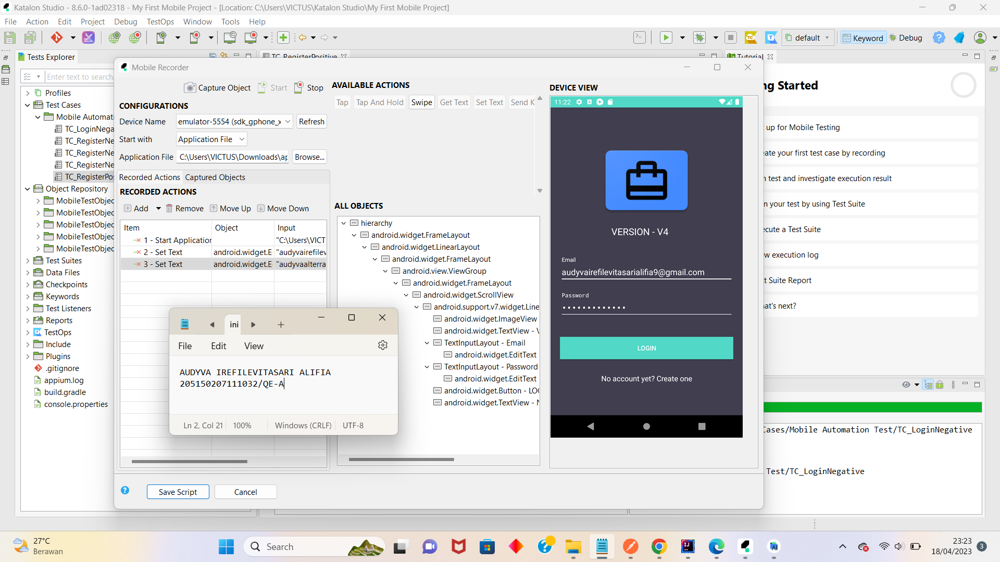 Katalon Studio - 8.6.0-1ad02318 - My First Mobile Project - [Location: C:\Users\VICTUS\Katalon Studio\My First Mobile Project]
File Action Edit Project Debug TestOps Window Tools Help
default Keyword Debug
Tests Explorer
Enter text to search
Profiles
Test Cases
Mobile Automat
TC_LoginNega
TC_RegisterNe
TC_RegisterNe
TC_RegisterNe
TC_RegisterPos
Object Repository
MobileTestObjec
MobileTestObjec
MobileTestObjec
MobileTestObjec
MobileTestObjec
Test Suites
Data Files
Checkpoints
Keywords
Test Listeners
Reports
TestOps
Include
Plugins
.gitignore
appium.log
build.gradle
console.properties
TC_RegisterPositive
Tutorial
Mobile Recorder
Capture Object Start Stop
CONFIGURATIONS
Device Name emulator-5554 (sdk_gphone_x Refresh
Start with Application File
Application File C:\Users\VICTUS\Downloads\ap Browse...
Recorded Actions Captured Objects
RECORDED ACTIONS
Add Remove Move Up Move Down
Item Object Input
1 - Start Application "C:\Users\VICT
2 - Set Text android.widget.E "audyvairefilev
3 - Set Text android.widget.E "audyvaalterra
AVAILABLE ACTIONS
Tap Tap And Hold Swipe Get Text Set Text Send K
ALL OBJECTS
hierarchy
android.widget.FrameLayout
android.widget.LinearLayout
android.widget.FrameLayout
android.view.ViewGroup
android.widget.FrameLayout
android.widget.ScrollView
android.support.v7.widget.Line
android.widget.ImageView
android.widget.TextView - V
TextInputLayout - Email
android.widget.EditText
TextInputLayout - Password
android.widget.EditText
android.widget.Button - LO
android.widget.TextView - N
DEVICE VIEW
11:22
VERSION - V4
Email
audyvairefilevitasarialifia9@gmail.com
Password
LOGIN
No account yet? Create one
ini
File Edit View
AUDYVA IREFILEVITASARI ALIFIA
205150207111032/QE-A
Ln 2, Col 21 100% Windows (CRLF) UTF-8
Save Script Cancel
ng Started
up for Mobile Testing
ate your first test case by recording
test and investigate execution result
n your test by using Test Suite
cute a Test Suite
w execution log
t Suite Report
at's next?
Cases/Mobile Automation Test/TC_LoginNegative
Test/TC_LoginNegative
27°C
Berawan
Search
23:23
18/04/2023
3